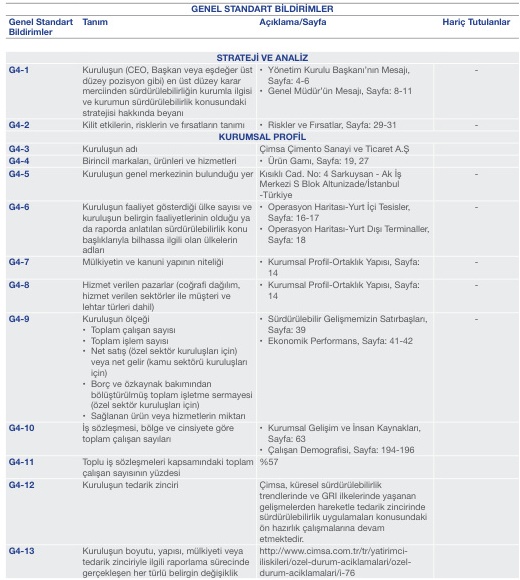 GENEL STANDART BİLDİRİMLER
Genel Standart Bildirimler
Tanım
Açıklama/Sayfa
Hariç Tutulanlar
STRATEJİ VE ANALİZ
G4-1
Kuruluşun (CEO, Başkan veya eşdeğer üst
düzey pozisyon gibi) en üst düzey karar
merciinden sürdürülebilirliğin kurumla ilgisi
ve kurumun sürdürülebilirlik konusundaki
stratejisi hakkında beyanı
• Yönetim Kurulu Başkanı'nın Mesajı,
Sayfa: 4-6
• Genel Müdür'ün Mesajı, Sayfa: 8-11
-
G4-2
Kilit etkilerin, risklerin ve fırsatların tanımı
• Riskler ve Fırsatlar, Sayfa: 29-31
-
KURUMSAL PROFİL
G4-3
Kuruluşun adı
Çimsa Çimento Sanayi ve Ticaret A.Ş
G4-4
Birincil markaları, ürünleri ve hizmetleri
• Ürün Gamı, Sayfa: 19, 27
-
G4-5
Kuruluşun genel merkezinin bulunduğu yer
Kısıklı Cad. No: 4 Sarkuysan - Ak İş
Merkezi S Blok Altunizade/İstanbul
-Türkiye
-
G4-6
Kuruluşun faaliyet gösterdiği ülke sayısı ve
kuruluşun belirgin faaliyetlerinin olduğu ya
da raporda anlatılan sürdürülebilirlik konu
başlıklarıyla bilhassa ilgili olan ülkelerin
adları
• Operasyon Haritası-Yurt İçi Tesisler,
Sayfa: 16-17
• Operasyon Haritası-Yurt Dışı Terminaller,
Sayfa: 18
-
G4-7
Mülkiyetin ve kanuni yapının niteliği
• Kurumsal Profil-Ortaklık Yapısı, Sayfa:
14
-
G4-8
Hizmet verilen pazarlar (coğrafi dağılım,
hizmet verilen sektörler ile müşteri ve
lehtar türleri dahil)
• Kurumsal Profil-Ortaklık Yapısı, Sayfa:
14
-
G4-9
Kuruluşun ölçeği
• Toplam çalışan sayısı
• Toplam işlem sayısı
• Net satış (özel sektör kuruluşları için)
veya net gelir (kamu sektörü kuruluşları
için)
• Borç ve özkaynak bakımından
bölüştürülmüş toplam işletme sermayesi
(özel sektör kuruluşları için)
• Sağlanan ürün veya hizmetlerin miktarı
• Sürdürülebilir Gelişmemizin Satırbaşları,
Sayfa: 39
• Ekonomik Performans, Sayfa: 41-42
-
G4-10
İş sözleşmesi, bölge ve cinsiyete göre
toplam çalışan sayıları
• Kurumsal Gelişim ve İnsan Kaynakları,
Sayfa: 63
• Çalışan Demografisi, Sayfa: 194-196
G4-11
Toplu iş sözleşmeleri kapsamındaki toplam
çalışan sayısının yüzdesi
%57
G4-12
Kuruluşun tedarik zinciri
Çimsa, küresel sürdürülebilirlik
trendlerinde ve GRI ilkelerinde yaşanan
gelişmelerden hareketle tedarik zincirinde
sürdürülebilirlik uygulamaları konusundaki
ön hazırlık çalışmalarına devam
etmektedir.
G4-13
Kuruluşun boyutu, yapısı, mülkiyeti veya
tedarik zinciriyle ilgili raporlama sürecinde
gerçekleşen her türlü belirgin değişiklik
http://www.cimsa.com.tr/tr/yatirimci-
iliskileri/ozel-durum-aciklamalari/ozel-
durum-aciklamalari/i-76